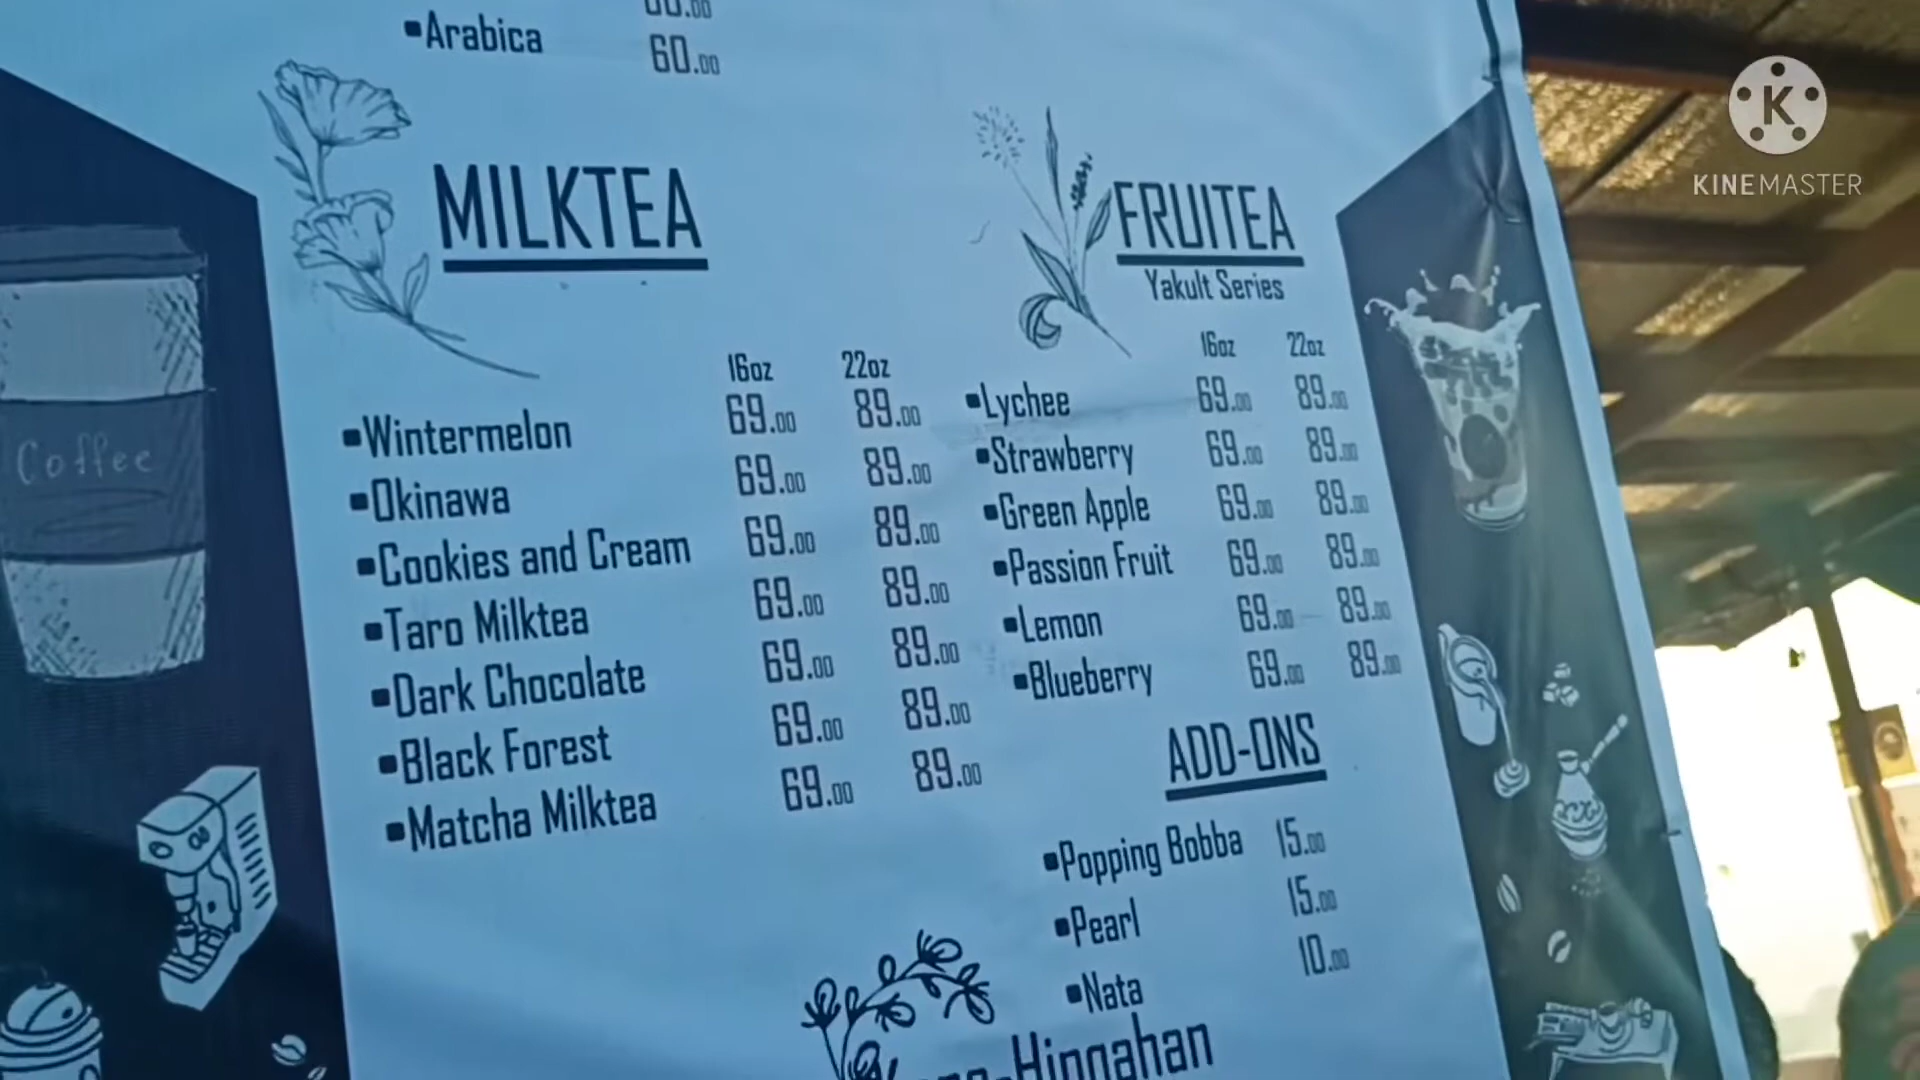 Arabica 60.00
MILKTEA
16oz 22oz
Wintermelon 69.00 89.00
Okinawa 69.00 89.00
Cookies and Cream 69.00 89.00
Taro Milktea 69.00 89.00
Dark Chocolate 69.00 89.00
Black Forest 69.00 89.00
Matcha Milktea 69.00 89.00
FRUITEA
Yakult Series
16oz 22oz
Lychee 69.00 89.00
Strawberry 69.00 89.00
Green Apple 69.00 89.00
Passion Fruit 69.00 89.00
Lemon 69.00 89.00
Blueberry 69.00 89.00
ADD-ONS
Popping Bobba 15.00
Pearl 15.00
Nata 10.00
Hingahan
Coffee
K
KINEMASTER